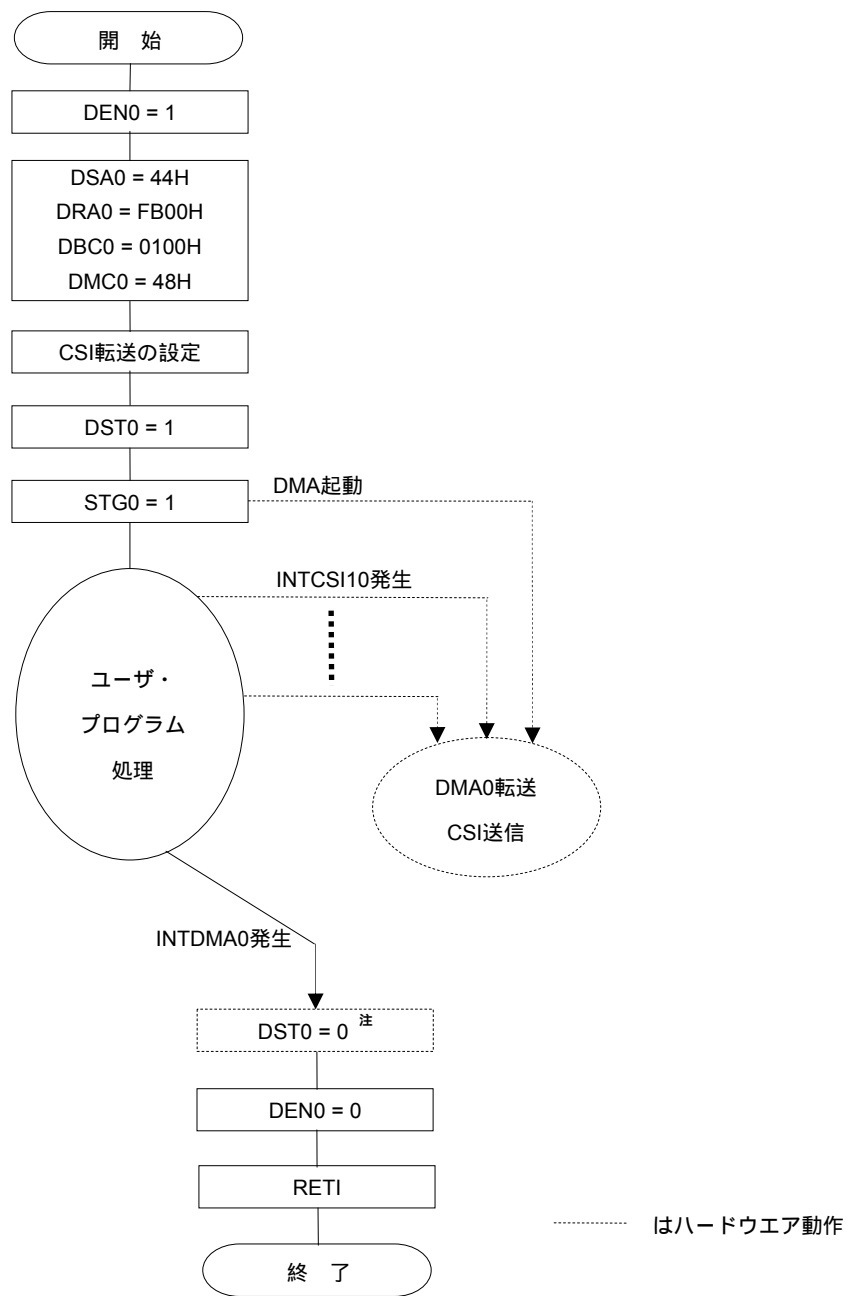 開 始
DEN0 = 1
DSA0 = 44H
DRA0 = FB00H
DBC0 = 0100H
DMC0 = 48H
CSI転送の設定
DST0 = 1
STG0 = 1
DMA起動
INTCSI10発生
ユーザ・
プログラム
処理
DMA0転送
CSI送信
INTDMA0発生
DST0 = 0 注
DEN0 = 0
RETI
はハードウエア動作
終 了